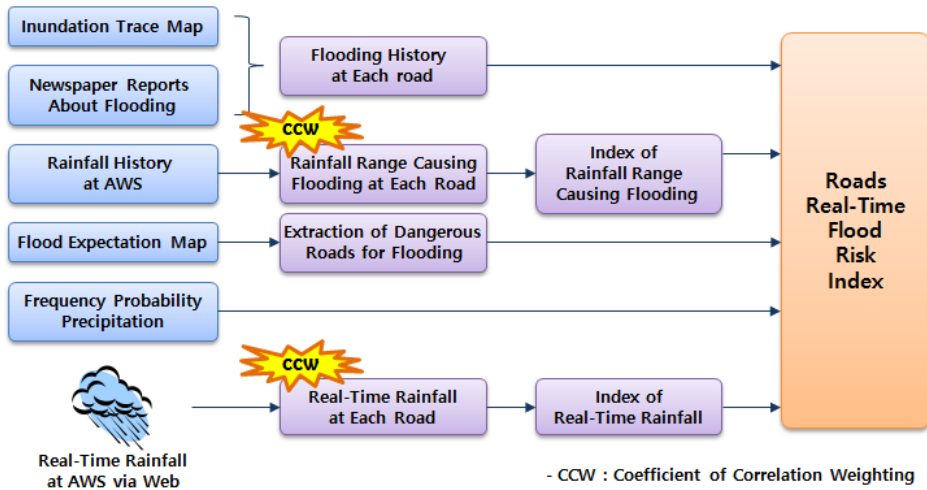 Inundation Trace Map
Newspaper Reports
About Flooding
Flooding History
at Each road
CCW
Rainfall History
at AWS
Rainfall Range Causing
Flooding at Each Road
Index of
Rainfall Range
Causing Flooding
Flood Expectation Map
Extraction of Dangerous
Roads for Flooding
Frequency Probability
Precipitation
CCW
Real-Time Rainfall
at Each Road
Index of
Real-Time Rainfall
Real-Time Rainfall
at AWS via Web
Roads
Real-Time
Flood
Risk
Index
- CCW : Coefficient of Correlation Weighting